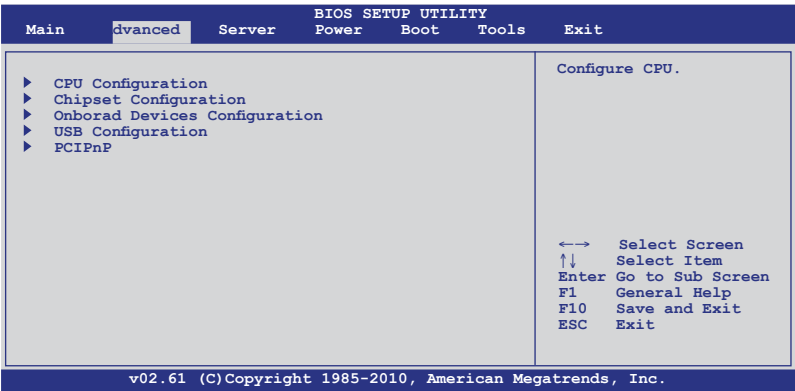 BIOS SETUP UTILITY
Main dvanced Server Power Boot Tools Exit
CPU Configuration
Chipset Configuration
Onborad Devices Configuration
USB Configuration
PCIPnP
Configure CPU.
←→ Select Screen
↑↓ Select Item
Enter Go to Sub Screen
F1 General Help
F10 Save and Exit
ESC Exit
v02.61 (C)Copyright 1985-2010, American Megatrends, Inc.